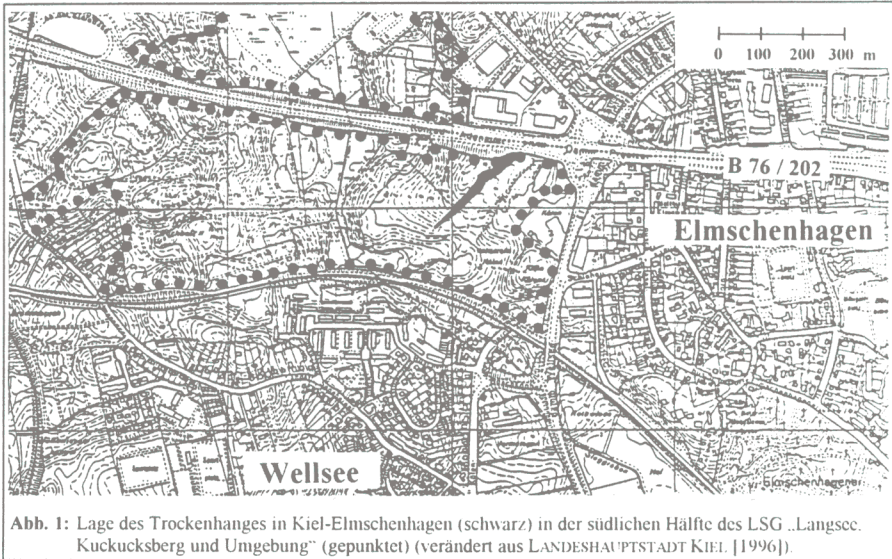 0 100 200 300 m
B 76 / 202
Elmschenhagen
Wellsee
Elmschenhagener
Abb. 1: Lage des Trockenhanges in Kiel-Elmschenhagen (schwarz) in der südlichen Hälfte des LSG „Langsee,
Kuckucksberg und Umgebung“ (gepunktet) (verändert aus LANDESHAUPTSTADT KIEL [1996]).